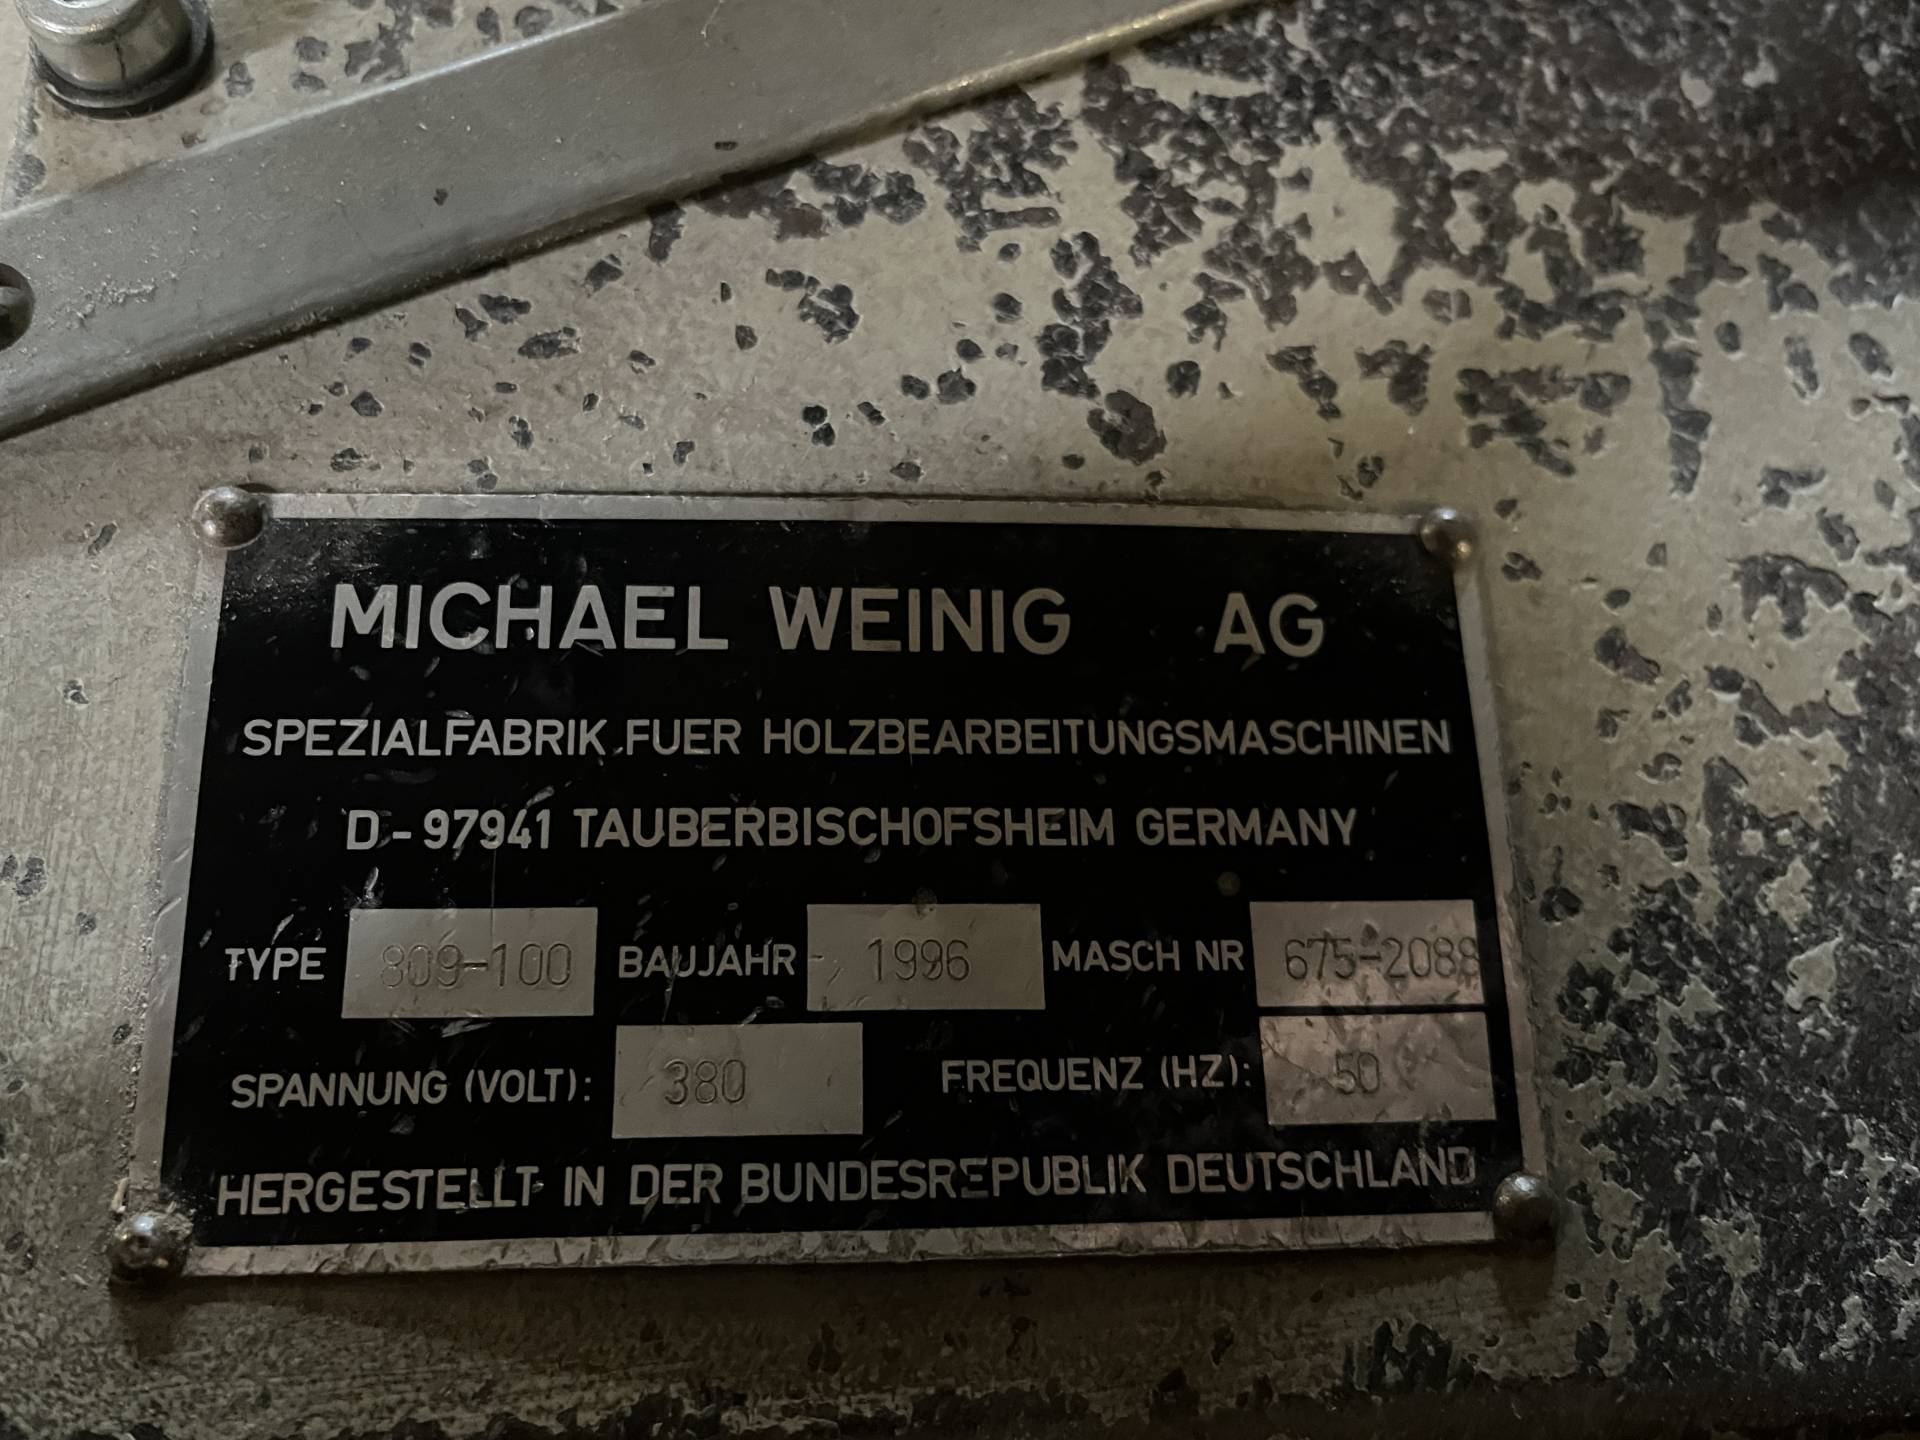 MICHAEL WEINIG AG
SPEZIALFABRIK FUER HOLZBEARBEITUNGSMASCHINEN
D-97941 TAUBERBISCHOFSHEIM GERMANY
TYPE 809-100 BAUJAHR 1996 MASCH NR 675-2088
SPANNUNG (VOLT): 380 FREQUENZ (HZ): 50
HERGESTELLT IN DER BUNDESREPUBLIK DEUTSCHLAND